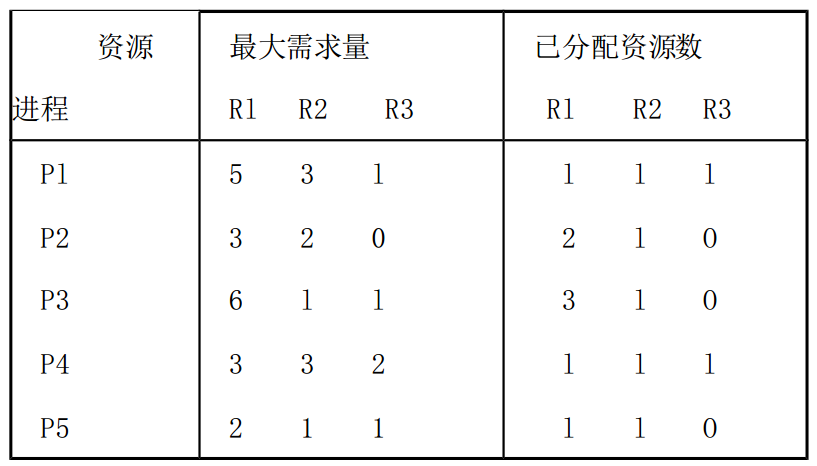 资源 最大需求量 已分配资源数
进程 R1 R2 R3 R1 R2 R3
P1 5 3 1 1 1 1
P2 3 2 0 2 1 0
P3 6 1 1 3 1 0
P4 3 3 2 1 1 1
P5 2 1 1 1 1 0